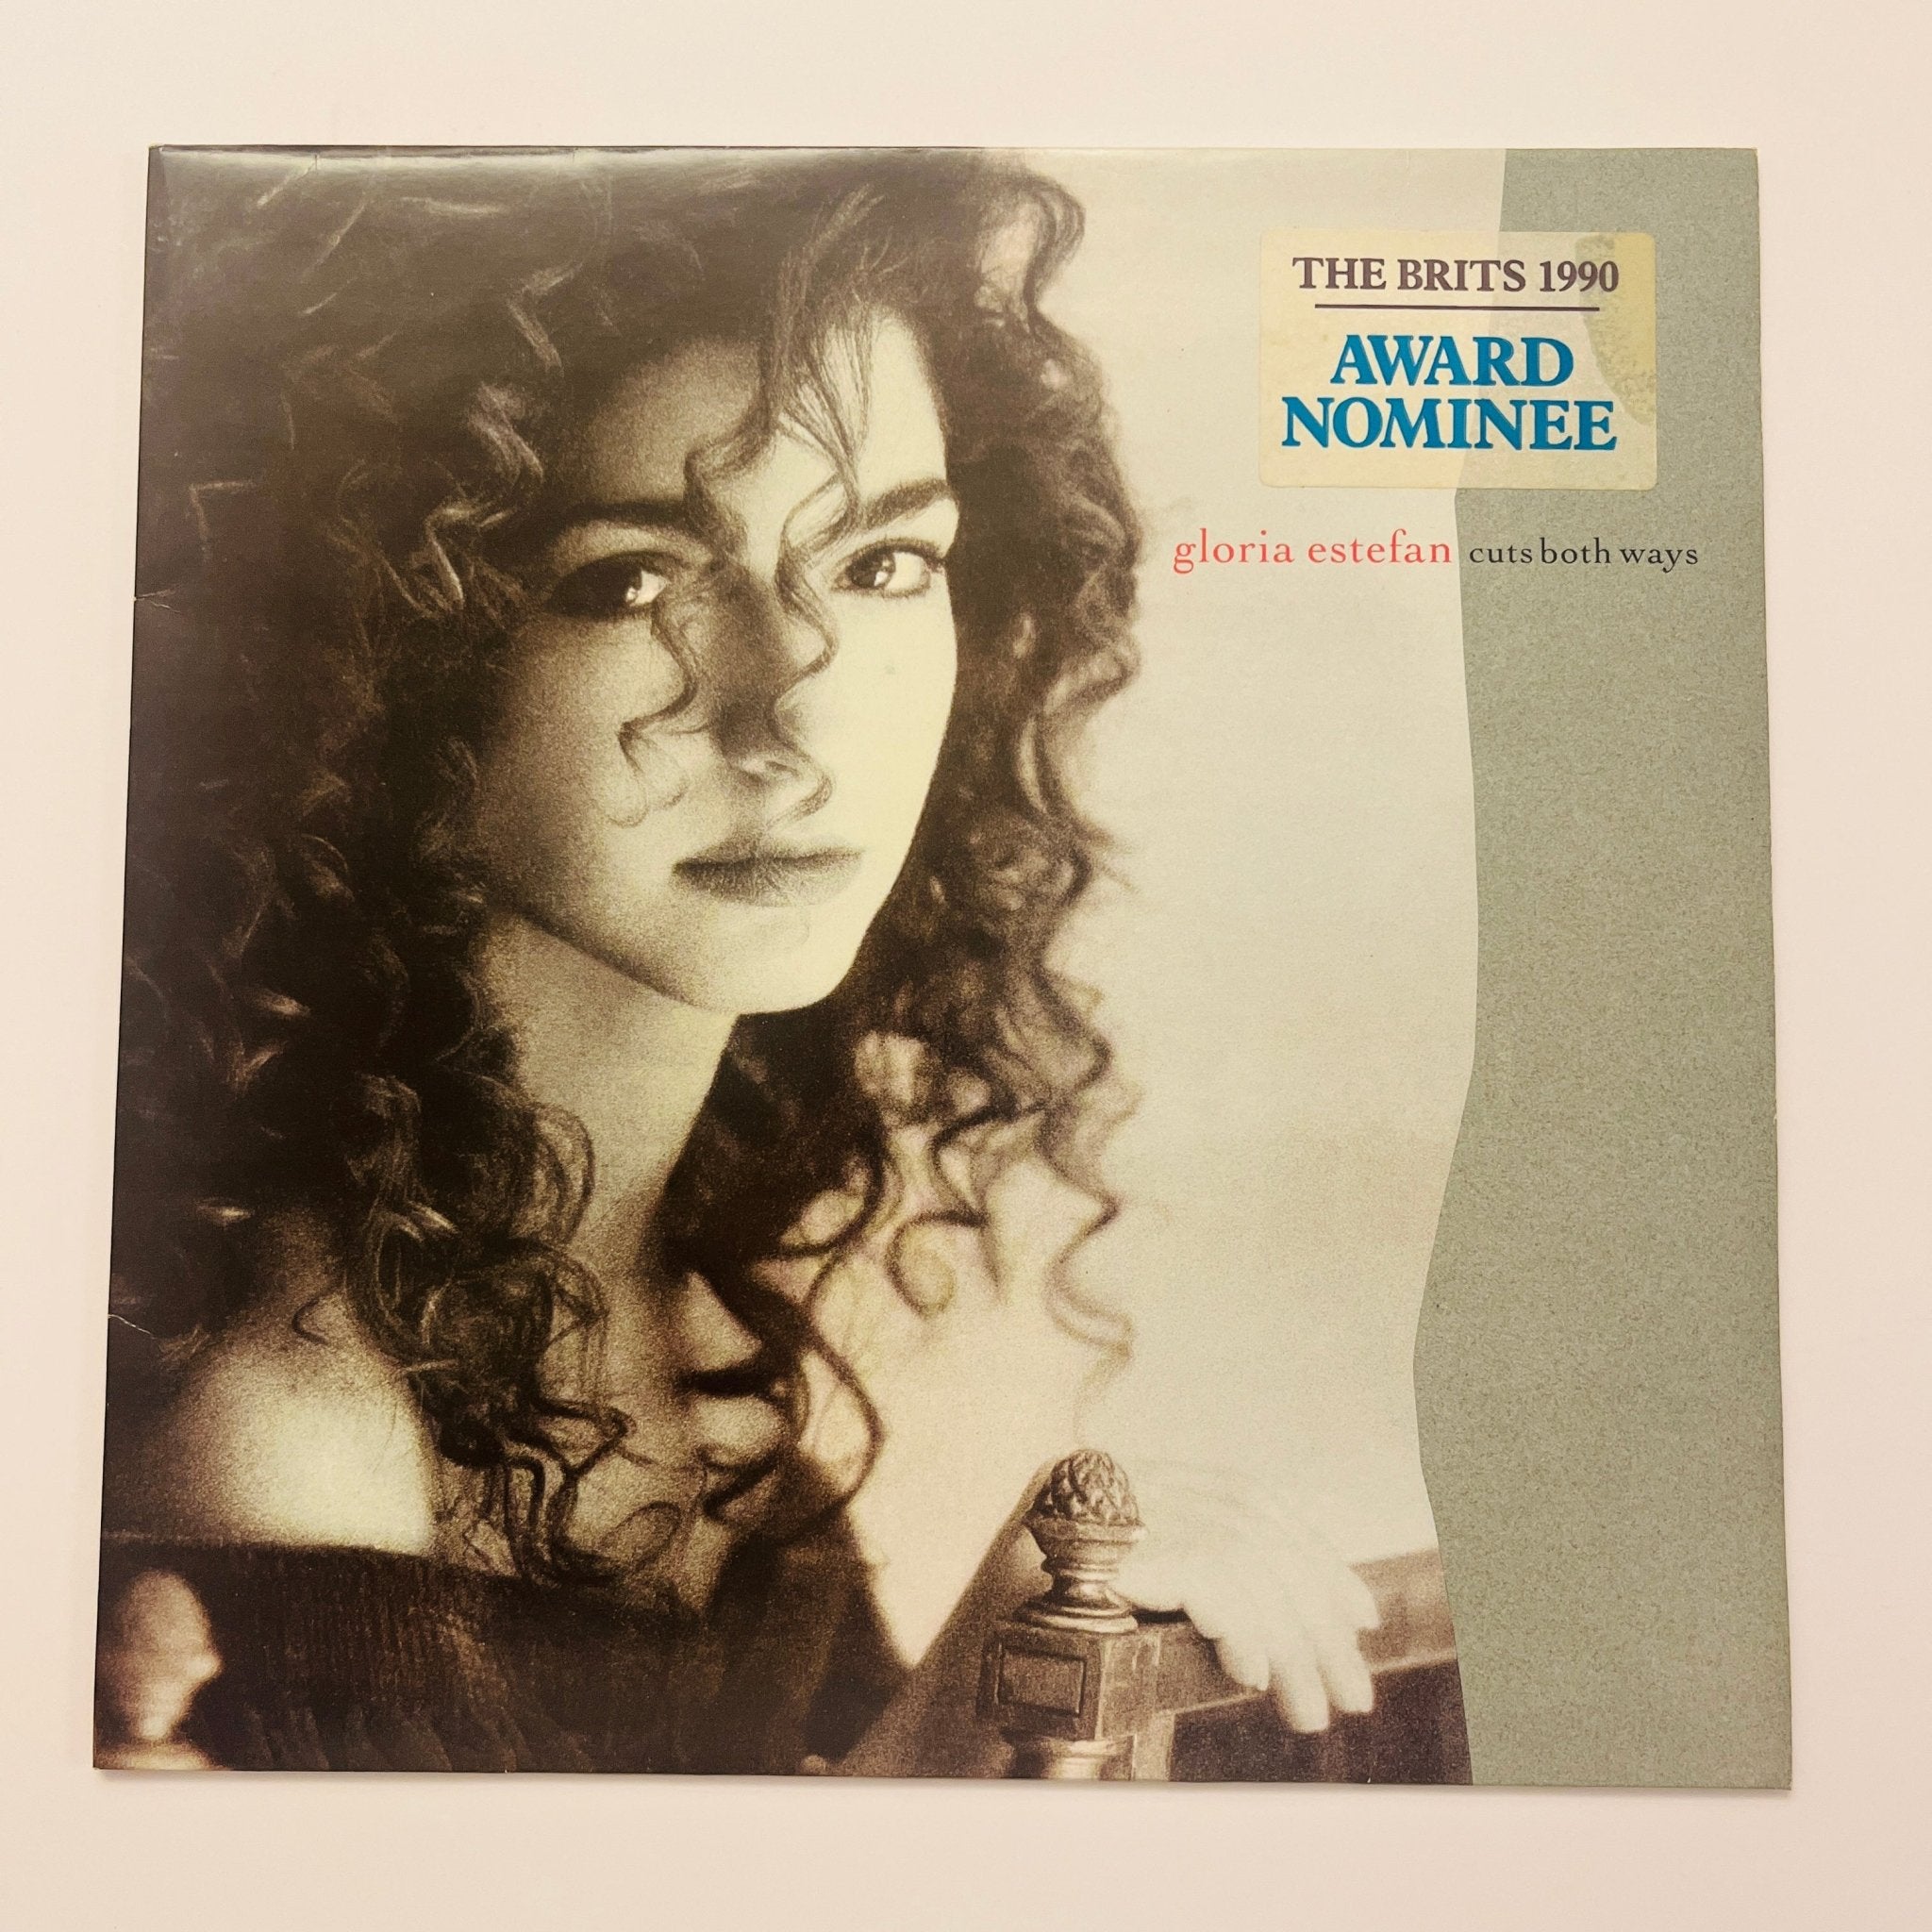 THE BRITS 1990
AWARD
NOMINEE
gloria estefan cuts both ways